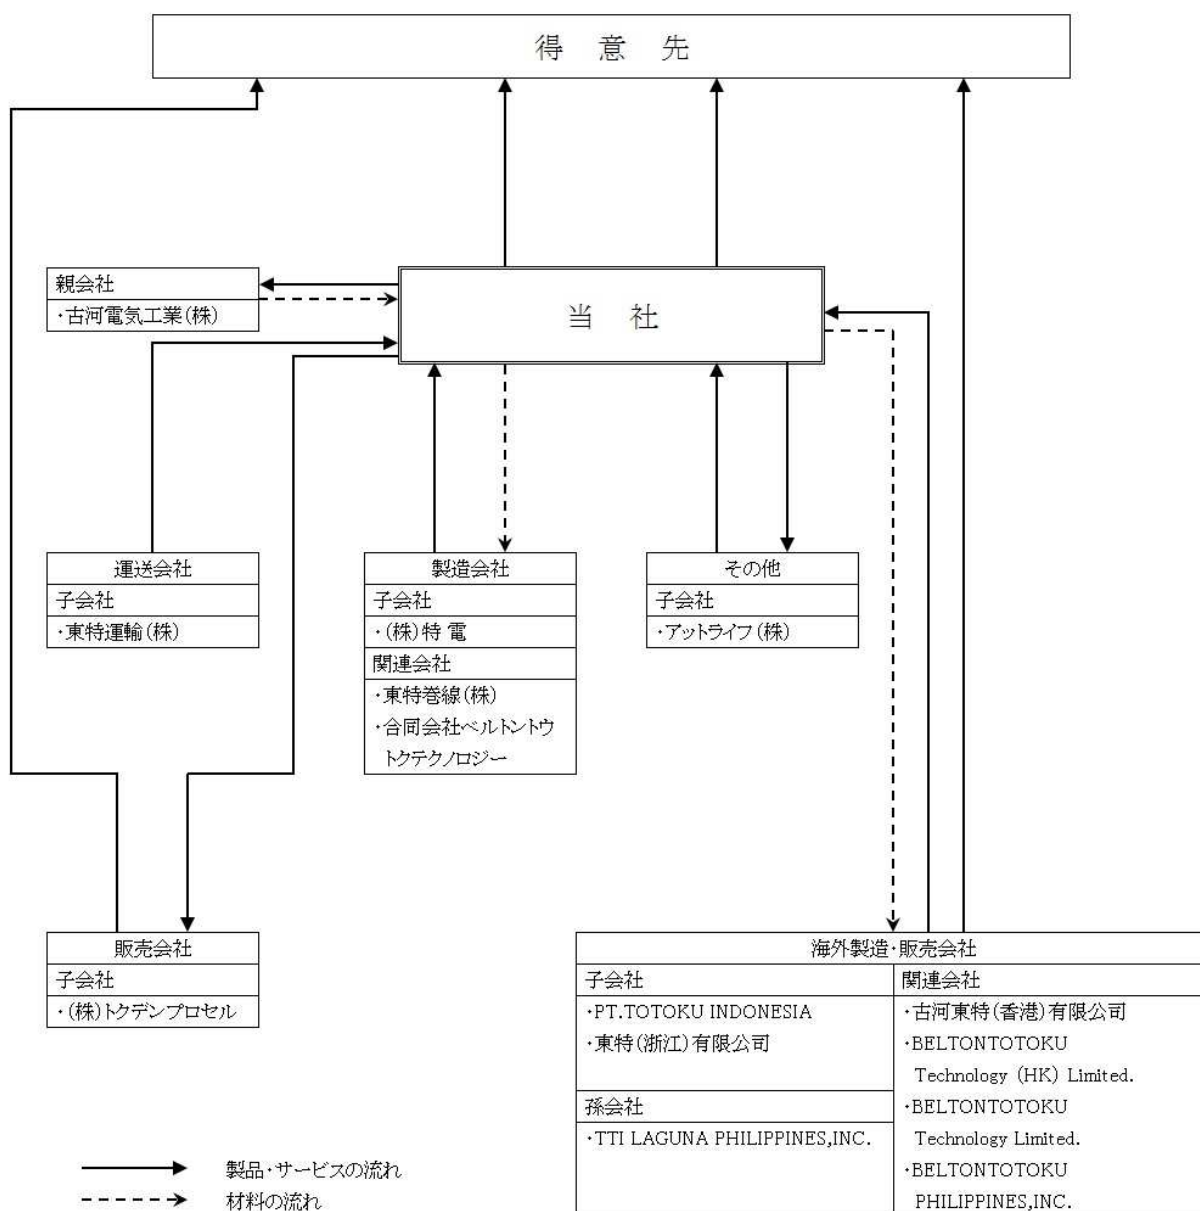 得 意 先
親会社
・古河電気工業(株)
当 社
運送会社
子会社
・東特運輸(株)
製造会社
子会社
・(株)特 電
関連会社
・東特巻線(株)
・合同会社ベルトントウ
トクテクノロジー
その他
子会社
・アットライフ(株)
販売会社
子会社
・(株)トクデンプロセル
海外製造・販売会社
子会社
・PT.TOTOKU INDONESIA
・東特(浙江)有限公司
孫会社
・TTI LAGUNA PHILIPPINES,INC.
関連会社
・古河東特(香港)有限公司
・BELTONTOTOKU
Technology (HK) Limited.
・BELTONTOTOKU
Technology Limited.
・BELTONTOTOKU
PHILIPPINES,INC.
製品・サービスの流れ
材料の流れ